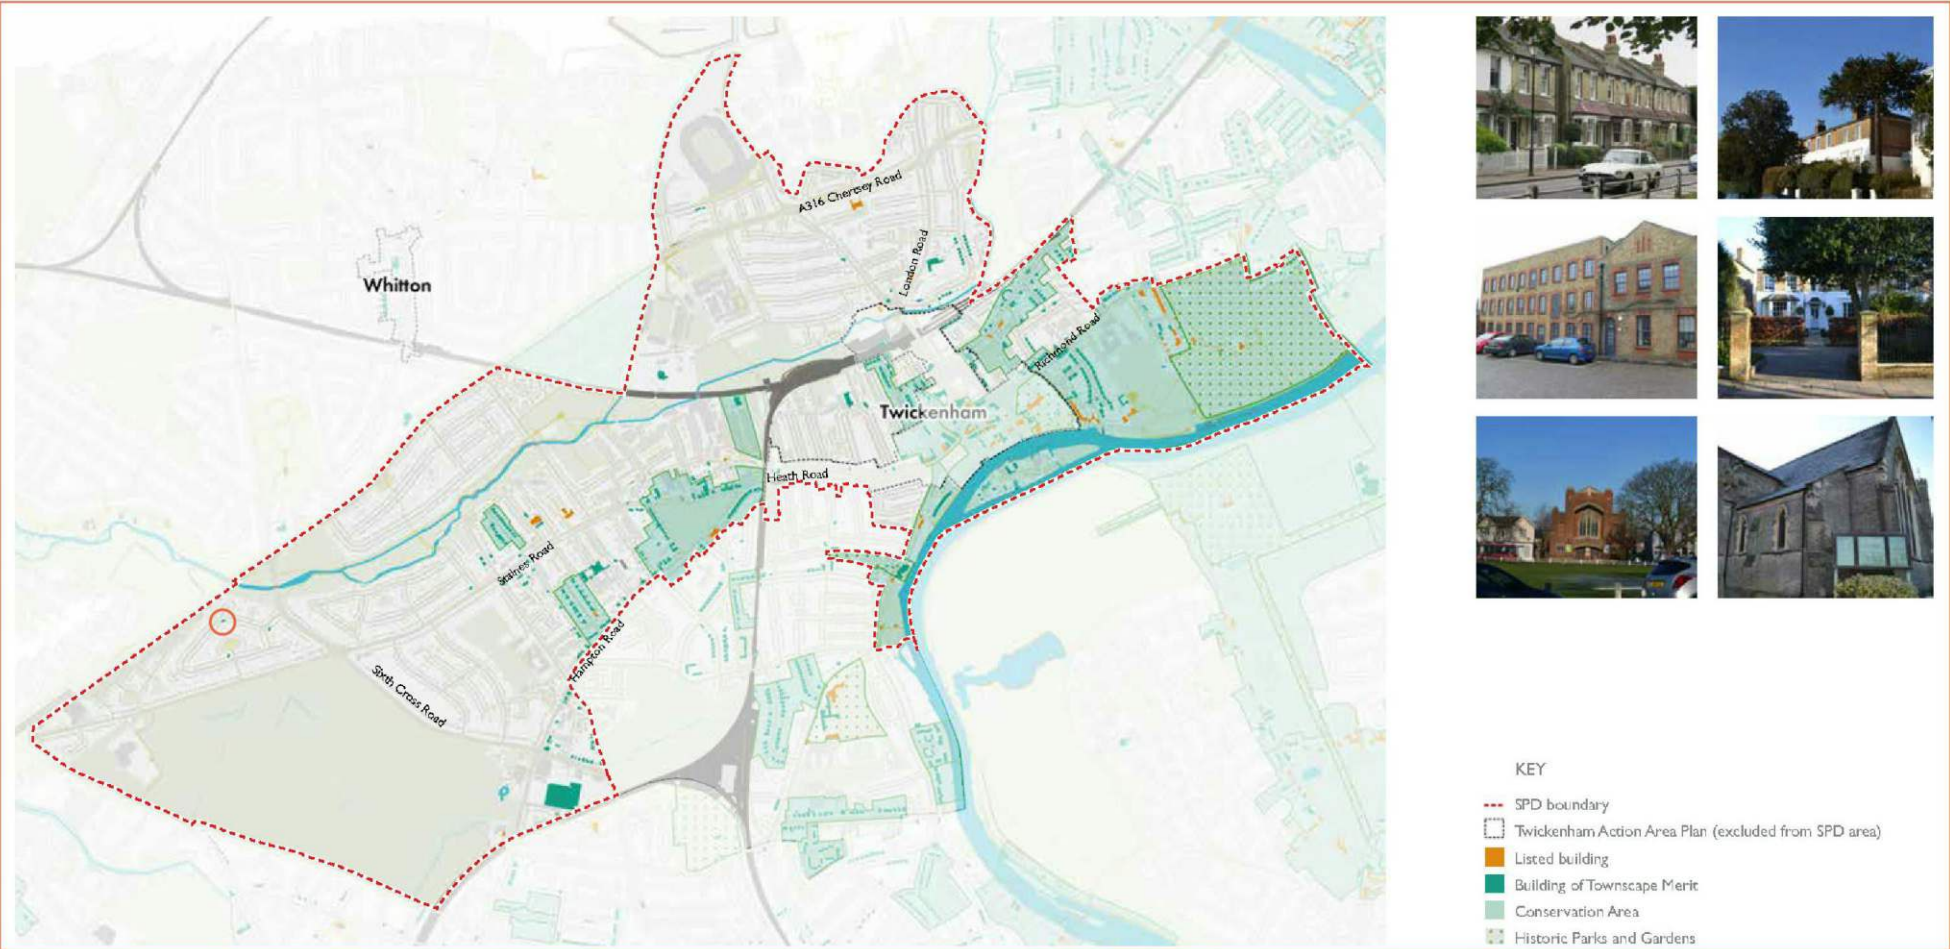 A316 Chertsey Road
London Road
Whitton
Richmond Road
Twickenham
Heath Road
Staines Road
Hampton Road
Sixth Cross Road
KEY
SPD boundary
Twickenham Action Area Plan (excluded from SPD area)
Listed building
Building of Townscape Merit
Conservation Area
Historic Parks and Gardens